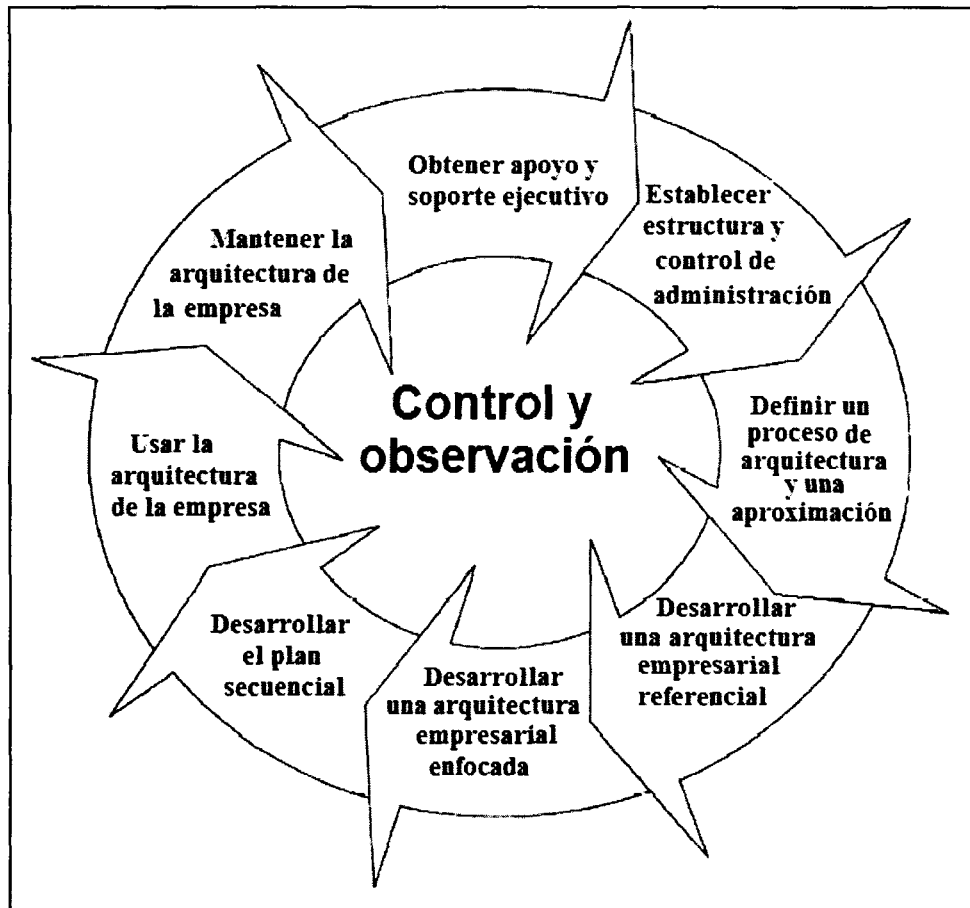 Obtener apoyo y
soporte ejecutivo
Establecer
estructura y
control de
administración
Definir un
proceso de
arquitectura
y una
aproximación
Desarrollar
una arquitectura
empresarial
referencial
Desarrollar
una arquitectura
empresarial
enfocada
Desarrollar
el plan
secuencial
Usar la
arquitectura
de la empresa
Mantener la
arquitectura de
la empresa
Control y
observación